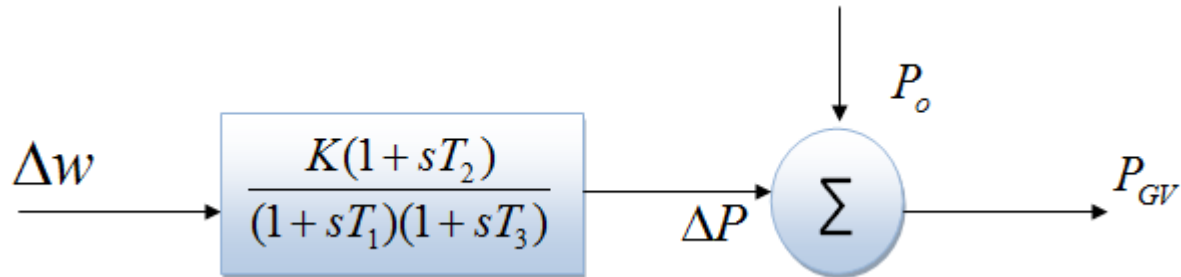 P_o
Δw
K(1+sT_2)
(1+sT_1)(1+sT_3)
ΔP
Σ
P_GV